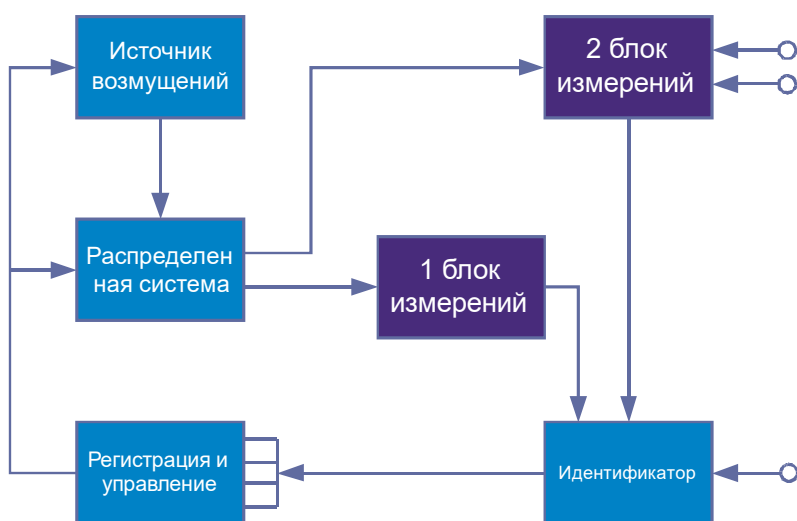 Источник
возмущений
2 блок
измерений
Распределен
ная система
1 блок
измерений
Регистрация и
управление
Идентификатор